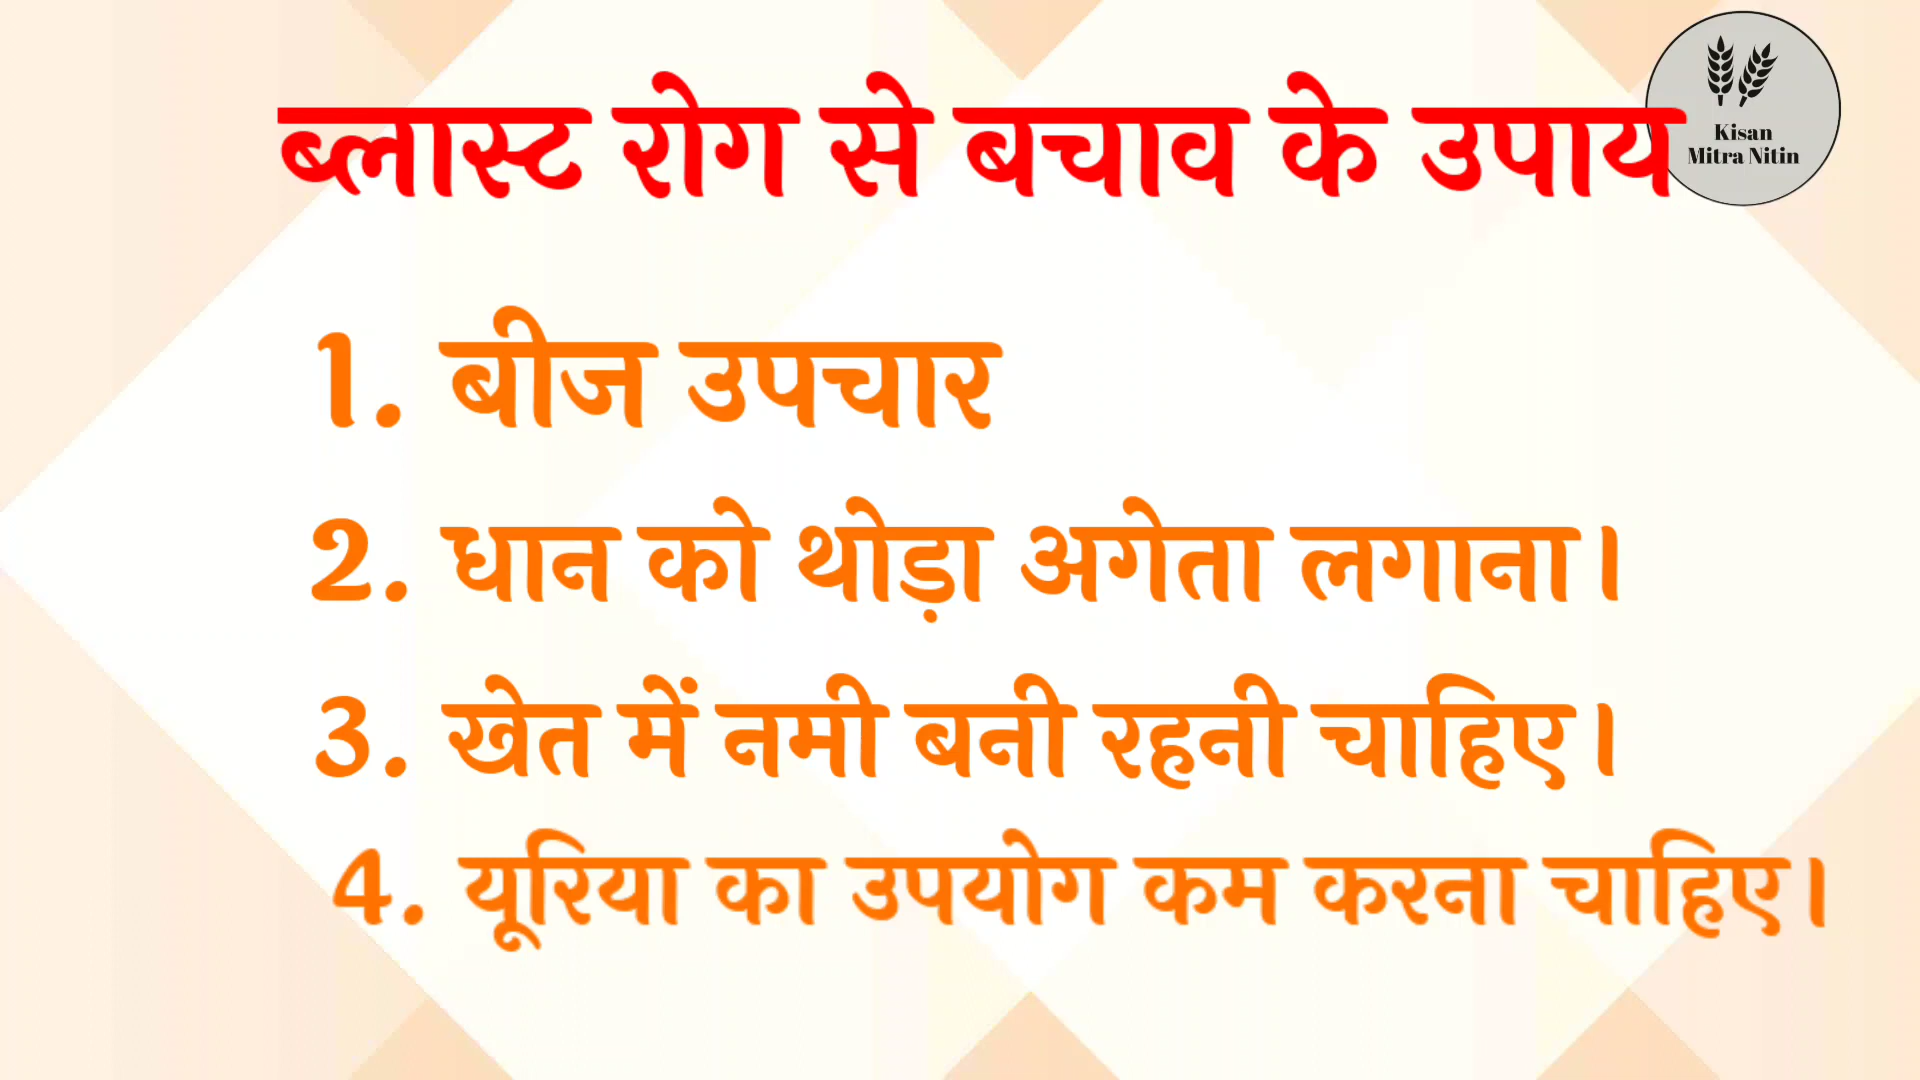 ब्लास्ट रोग से बचाव के उपाय
Kisan
Mitra Nitin
1. बीज उपचार
2. धान को थोड़ा अगेता लगाना।
3. खेत में नमी बनी रहनी चाहिए।
4. यूरिया का उपयोग कम करना चाहिए।